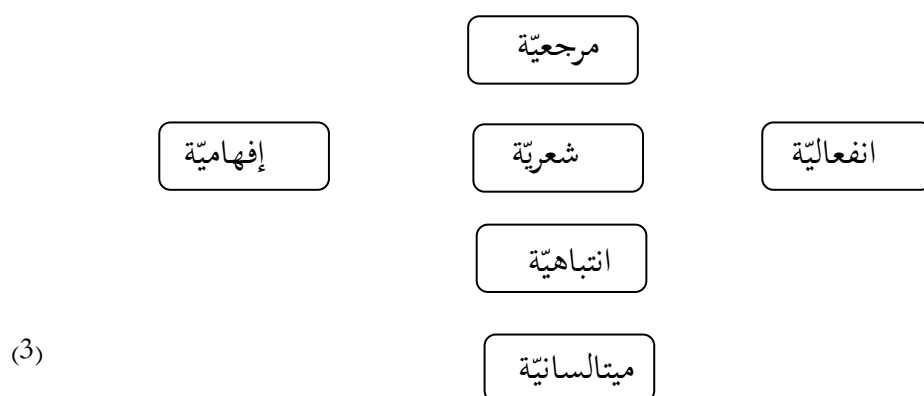 مرجعيّة
انفعاليّة شعريّة إفهاميّة
انتباهيّة
ميتالسانيّة (3)